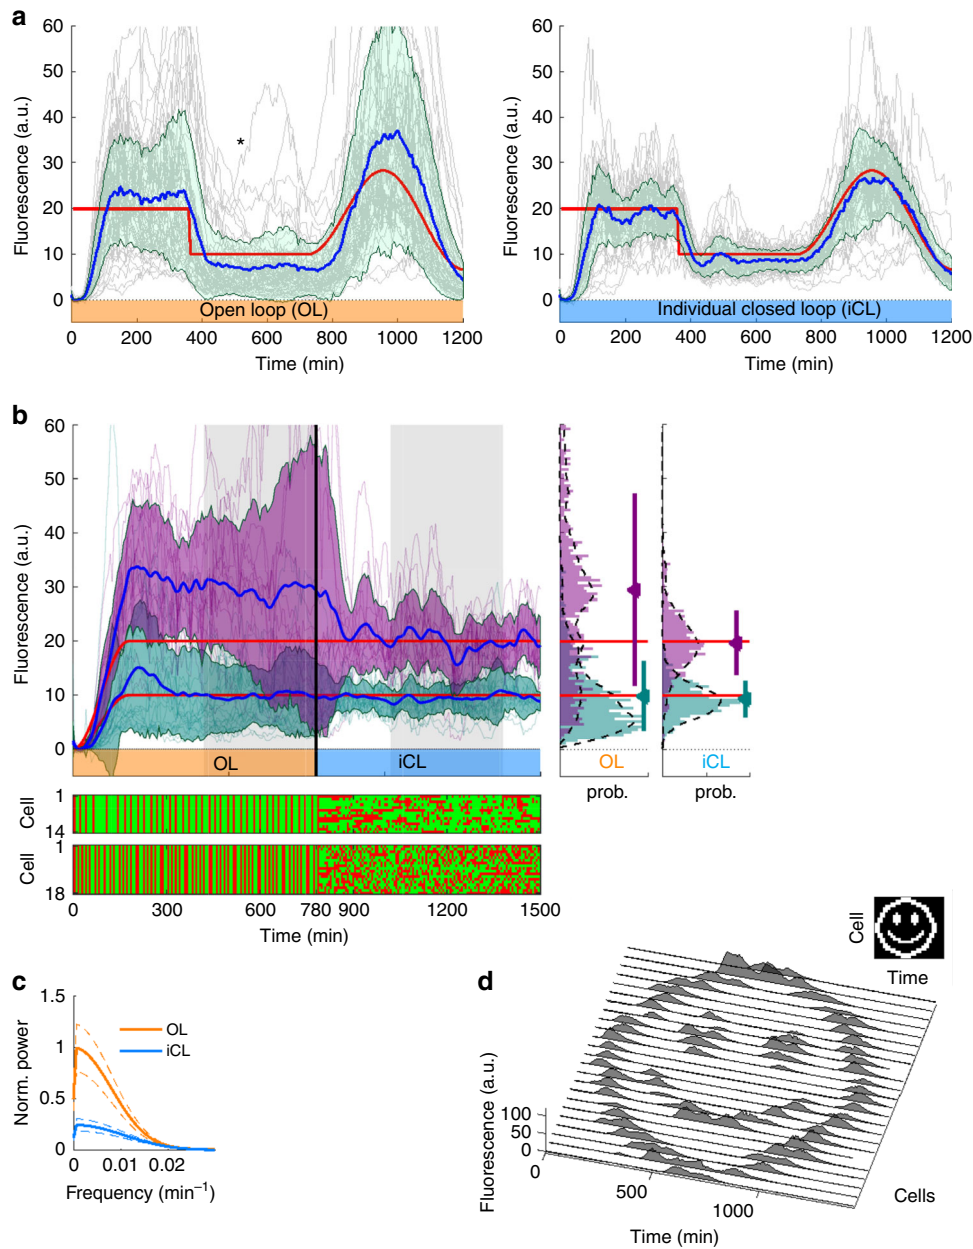 a
Fluorescence (a.u.)
60
50
40
30
20
10
0
*
Open loop (OL)
0 200 400 600 800 1000 1200
Time (min)
Fluorescence (a.u.)
60
50
40
30
20
10
0
Individual closed loop (iCL)
0 200 400 600 800 1000 1200
Time (min)
b
Fluorescence (a.u.)
60
50
40
30
20
10
0
OL iCL
OL
prob.
iCL
prob.
Cell
1
14
Cell
1
18
0 300 600 780 900 1200 1500
Time (min)
c
Norm. power
1.5
1
0.5
0
OL
iCL
0 0.01 0.02
Frequency (min⁻¹)
d
Cell
Time
Fluorescence (a.u.)
100
50
0
0
500
1000
Time (min)
Cells